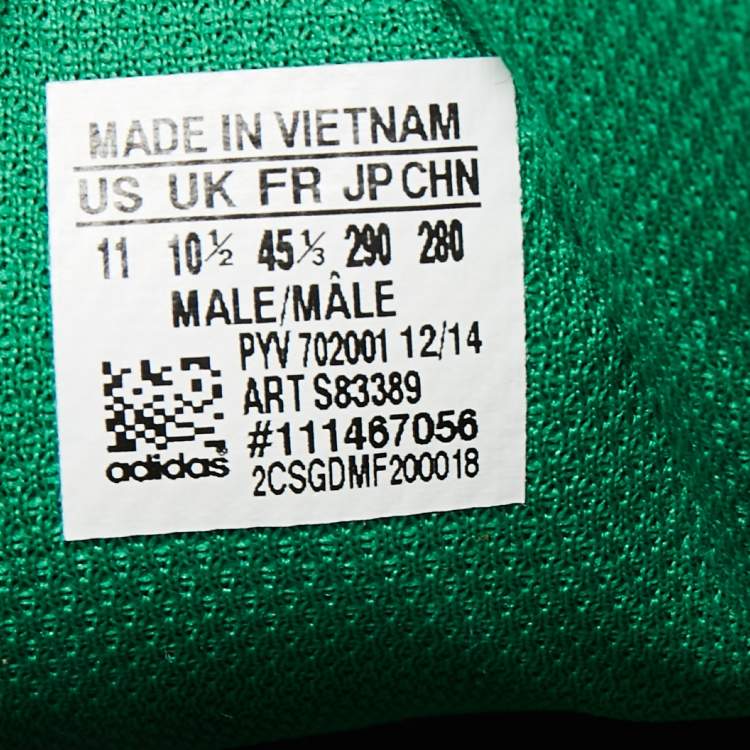 MADE IN VIETNAM
US UK FR JP CHN
11 10½ 45⅓ 290 280
MALE/MÂLE
PYV 702001 12/14
ART S83389
#111467056
adidas®
2CSGDMF200018